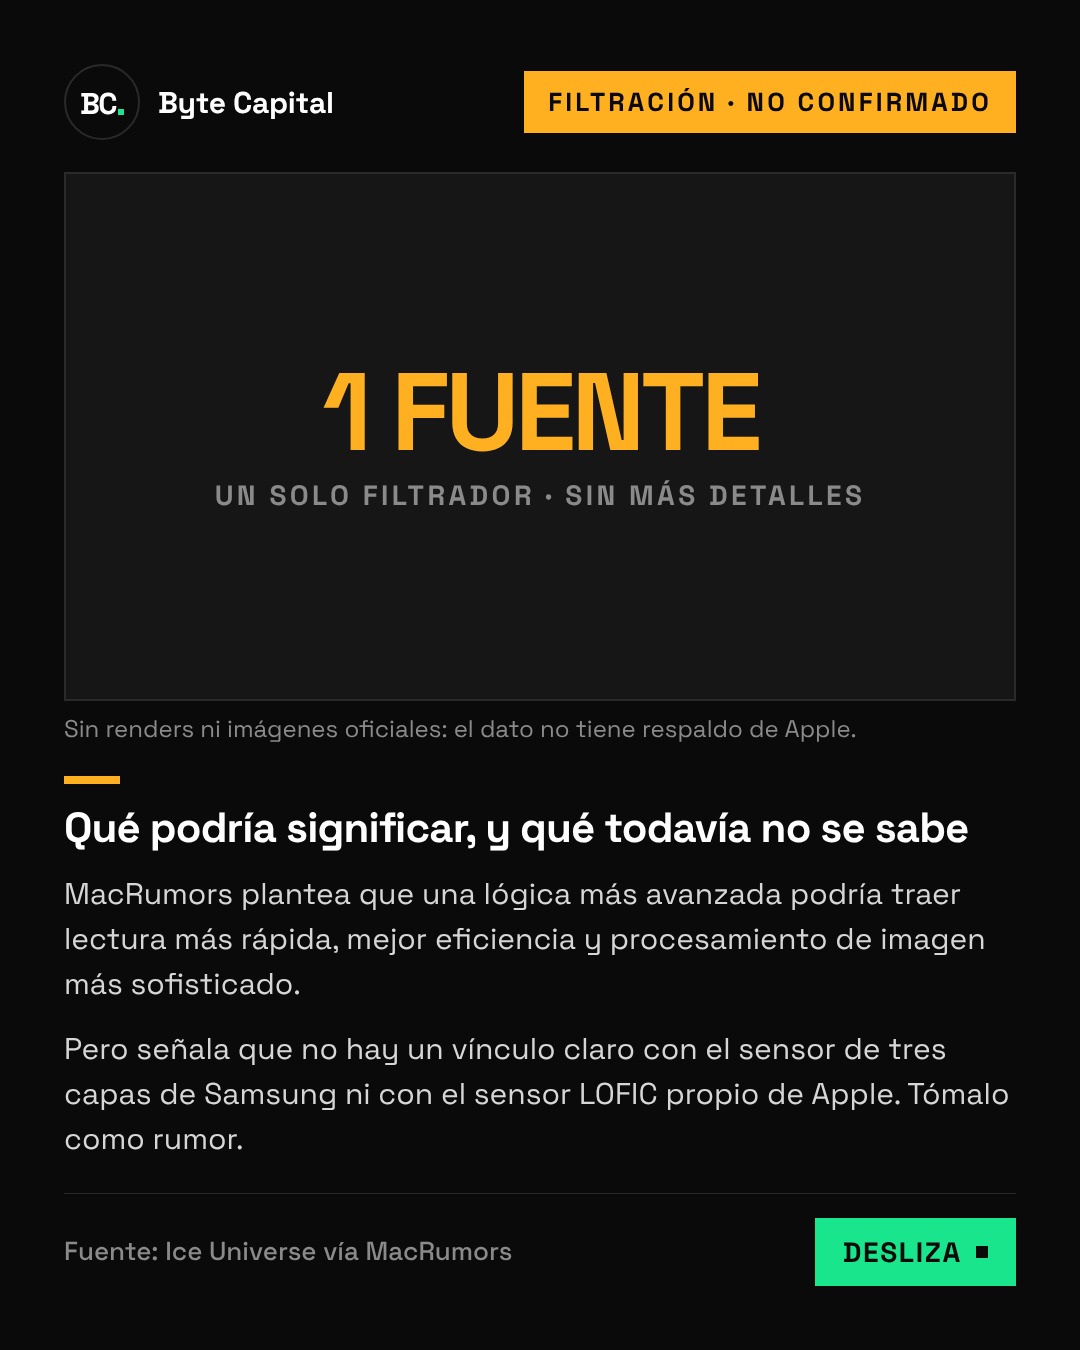 BC.
Byte Capital
FILTRACIÓN · NO CONFIRMADO
1 FUENTE
UN SOLO FILTRADOR · SIN MÁS DETALLES
Sin renders ni imágenes oficiales: el dato no tiene respaldo de Apple.
Qué podría significar, y qué todavía no se sabe
MacRumors plantea que una lógica más avanzada podría traer
lectura más rápida, mejor eficiencia y procesamiento de imagen
más sofisticado.
Pero señala que no hay un vínculo claro con el sensor de tres
capas de Samsung ni con el sensor LOFIC propio de Apple. Tómalo
como rumor.
Fuente: Ice Universe vía MacRumors
DESLIZA